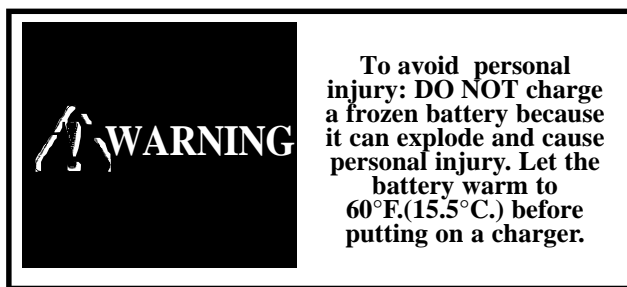 WARNING
To avoid personal
injury: DO NOT charge
a frozen battery because
it can explode and cause
personal injury. Let the
battery warm to
60°F.(15.5°C.) before
putting on a charger.